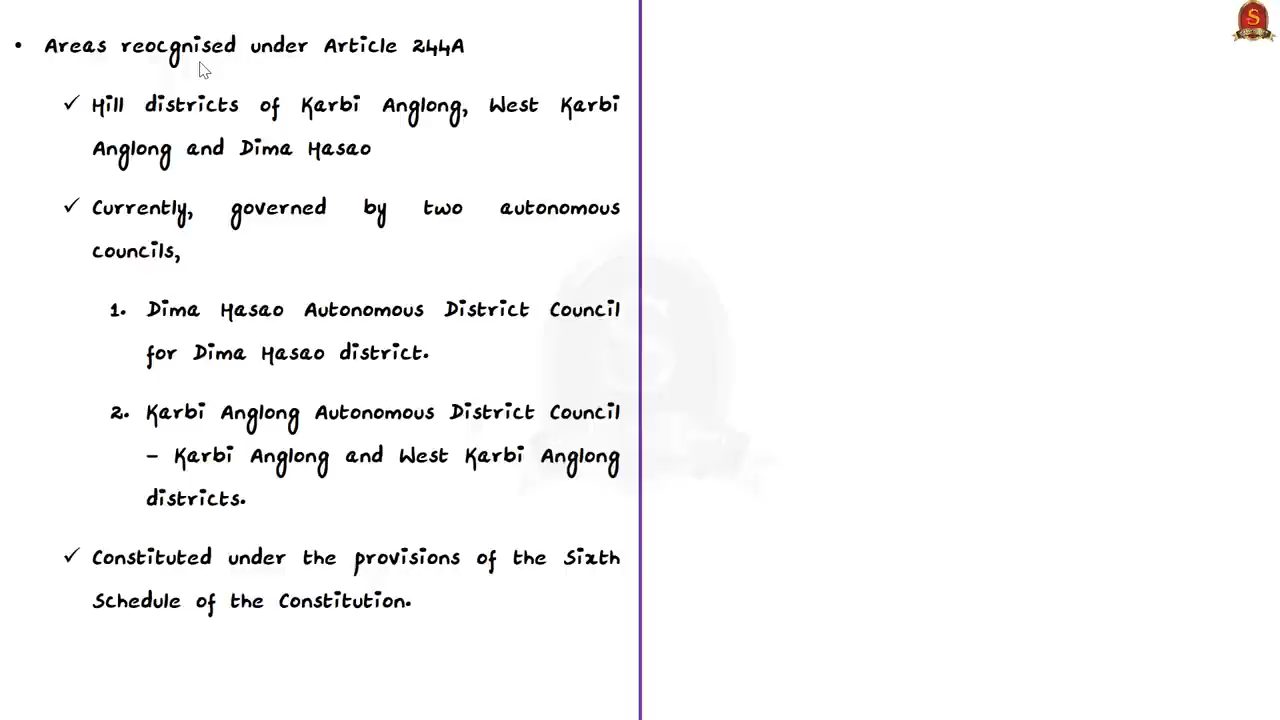 • Areas reocgnised under Article 244A
✓ Hill districts of Karbi Anglong, West Karbi
Anglong and Dima Hasao
✓ Currently, governed by two autonomous
councils,
1. Dima Hasao Autonomous District Council
for Dima Hasao district.
2. Karbi Anglong Autonomous District Council
– Karbi Anglong and West Karbi Anglong
districts.
✓ Constituted under the provisions of the Sixth
Schedule of the Constitution.
S